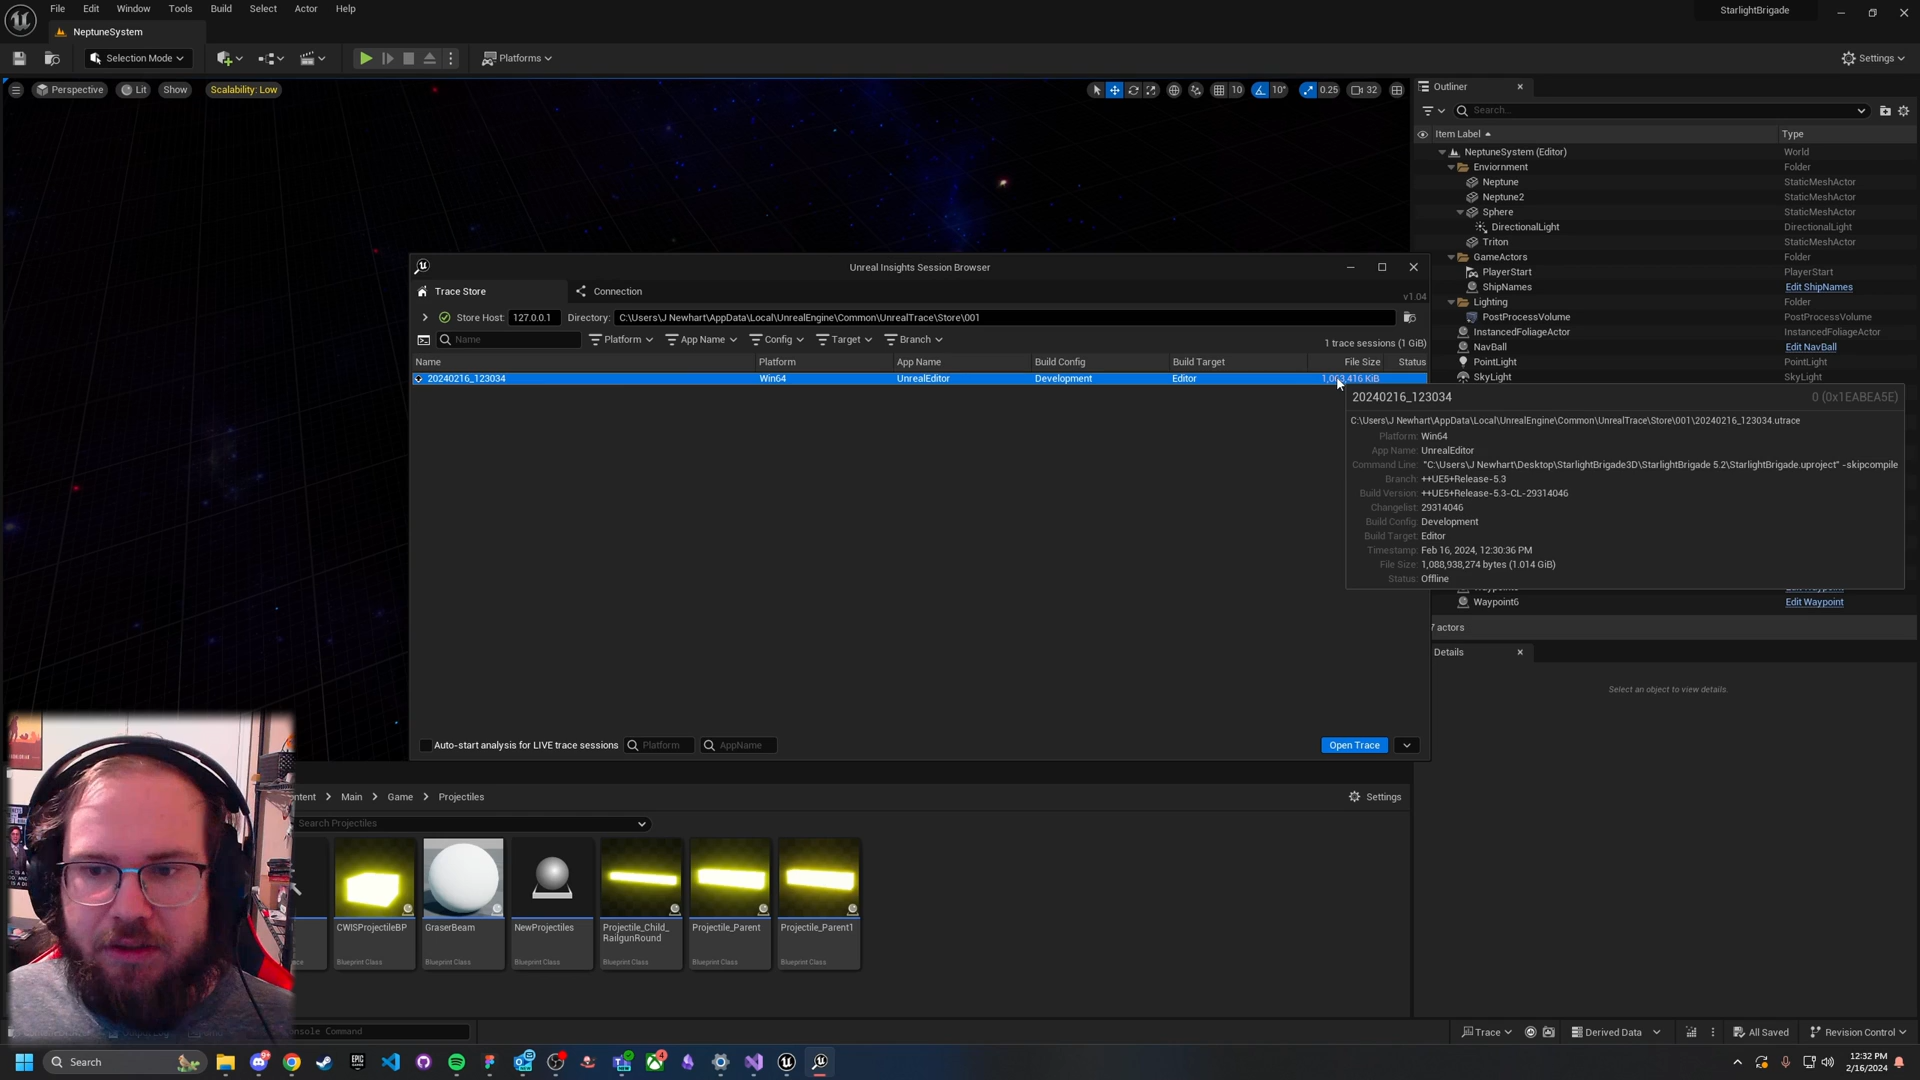 File Edit Window Tools Build Select Actor Help
StarlightBrigade
NeptuneSystem
Selection Mode
Platforms
Settings
Perspective Lit Show Scalability: Low
10 10° 0.25 32
Outliner
Search...
Item Label Type
NeptuneSystem (Editor) World
Enviornment Folder
Neptune StaticMeshActor
Neptune2 StaticMeshActor
Sphere StaticMeshActor
DirectionalLight DirectionalLight
Triton StaticMeshActor
GameActors Folder
PlayerStart PlayerStart
ShipNames Edit ShipNames
Lighting Folder
PostProcessVolume PostProcessVolume
InstancedFoliageActor InstancedFoliageActor
NavBall Edit NavBall
PointLight PointLight
SkyLight SkyLight
Unreal Insights Session Browser
Trace Store
Connection
v1.04
Store Host: 127.0.0.1 Directory: C:\Users\J Newhart\AppData\Local\UnrealEngine\Common\UnrealTrace\Store\001
Name Platform App Name Config Target Branch
1 trace sessions (1 GiB)
Name Platform App Name Build Config Build Target File Size Status
20240216_123034 Win64 UnrealEditor Development Editor 1,063,416 KiB
20240216_123034 0 (0x1EABEA5E)
C:\Users\J Newhart\AppData\Local\UnrealEngine\Common\UnrealTrace\Store\001\20240216_123034.utrace
Platform: Win64
App Name: UnrealEditor
Command Line: "C:\Users\J Newhart\Desktop\StarlightBrigade3D\StarlightBrigade 5.2\StarlightBrigade.uproject" -skipcompile
Branch: ++UE5+Release-5.3
Build Version: ++UE5+Release-5.3-CL-29314046
Changelist: 29314046
Build Config: Development
Build Target: Editor
Timestamp: Feb 16, 2024, 12:30:36 PM
File Size: 1,088,938,274 bytes (1.014 GiB)
Status: Offline
Waypoint6 Edit Waypoint
7 actors
Details
Select an object to view details.
Auto-start analysis for LIVE trace sessions Platform AppName
Open Trace
ntent Main Game Projectiles
Settings
Search Projectiles
CWISProjectileBP
Blueprint Class
GraserBeam
Blueprint Class
NewProjectiles
Blueprint Class
Projectile_Child_
RailgunRound
Blueprint Class
Projectile_Parent
Blueprint Class
Projectile_Parent1
Blueprint Class
onsole Command
Trace Derived Data All Saved Revision Control
Search
EPIC
GAMES
4
12:32 PM
2/16/2024